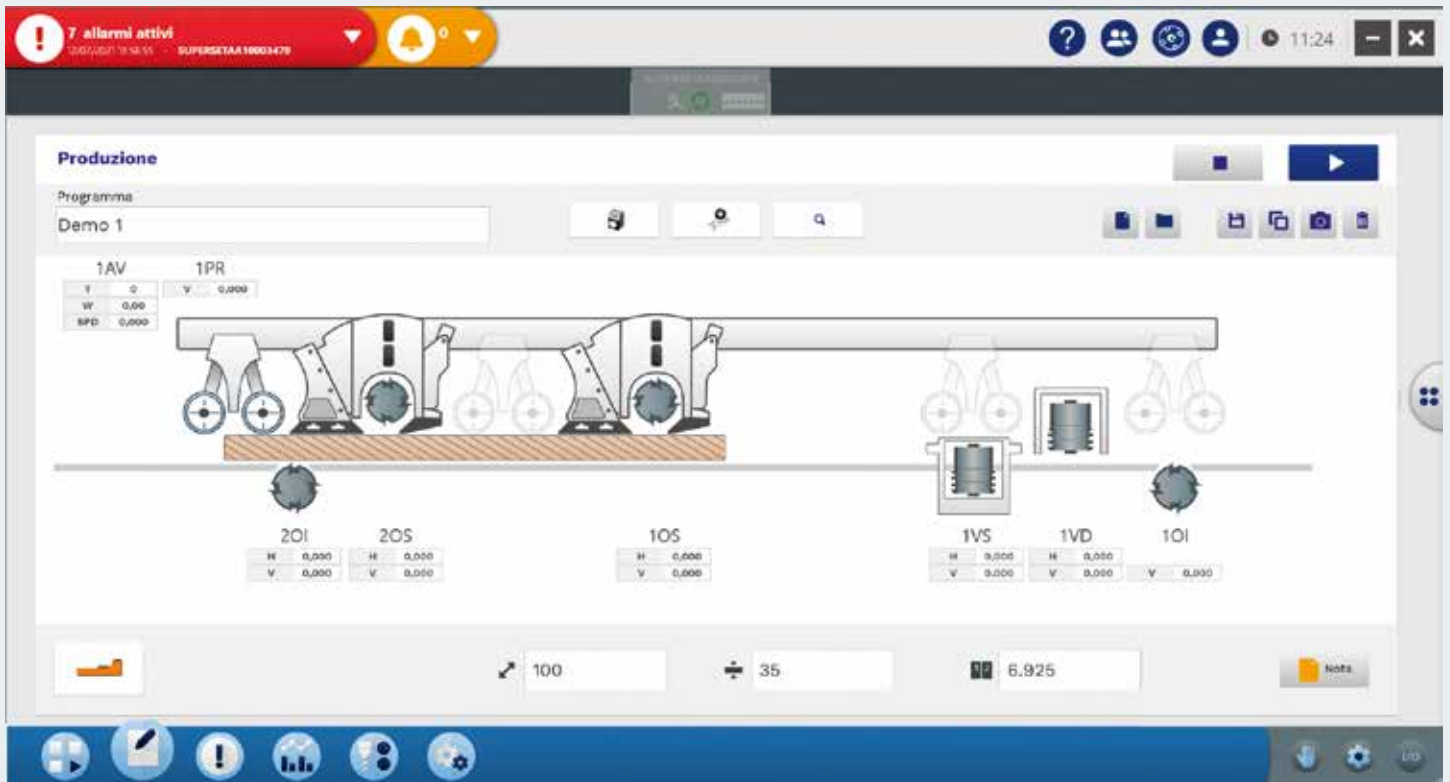 7 allarmi attivi
SUPERSETAA10003479
0
?
11:24
Produzione
Programma
Demo 1
1AV
1PR
T 0
V 0,000
W 0,00
SPD 0,000
2OI
2OS
1OS
1VS
1VD
1OI
H 0,000
H 0,000
H 0,000
H 0,000
H 0,000
V 0,000
V 0,000
V 0,000
V 0,000
V 0,000
V 0,000
100
35
6.925
Nota
I/O